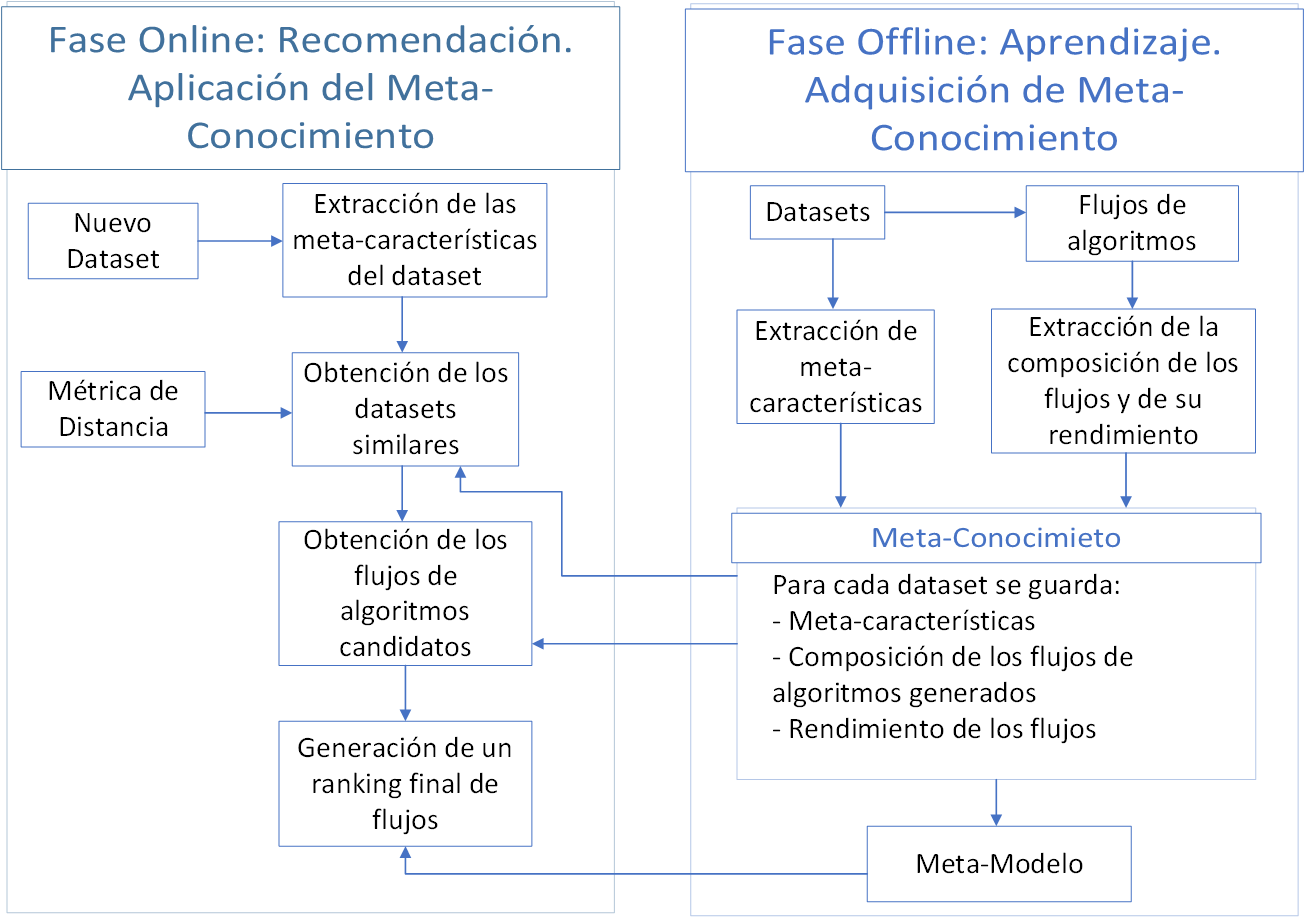 Fase Online: Recomendación.
Aplicación del Meta-
Conocimiento
Nuevo
Dataset
Extracción de las
meta-características
del dataset
Métrica de
Distancia
Obtención de los
datasets
similares
Obtención de los
flujos de
algoritmos
candidatos
Generación de un
ranking final de
flujos
Fase Offline: Aprendizaje.
Adquisición de Meta-
Conocimiento
Datasets
Flujos de
algoritmos
Extracción de
meta-
características
Extracción de la
composición de los
flujos y de su
rendimiento
Meta-Conocimieto
Para cada dataset se guarda:
- Meta-características
- Composición de los flujos de
algoritmos generados
- Rendimiento de los flujos
Meta-Modelo